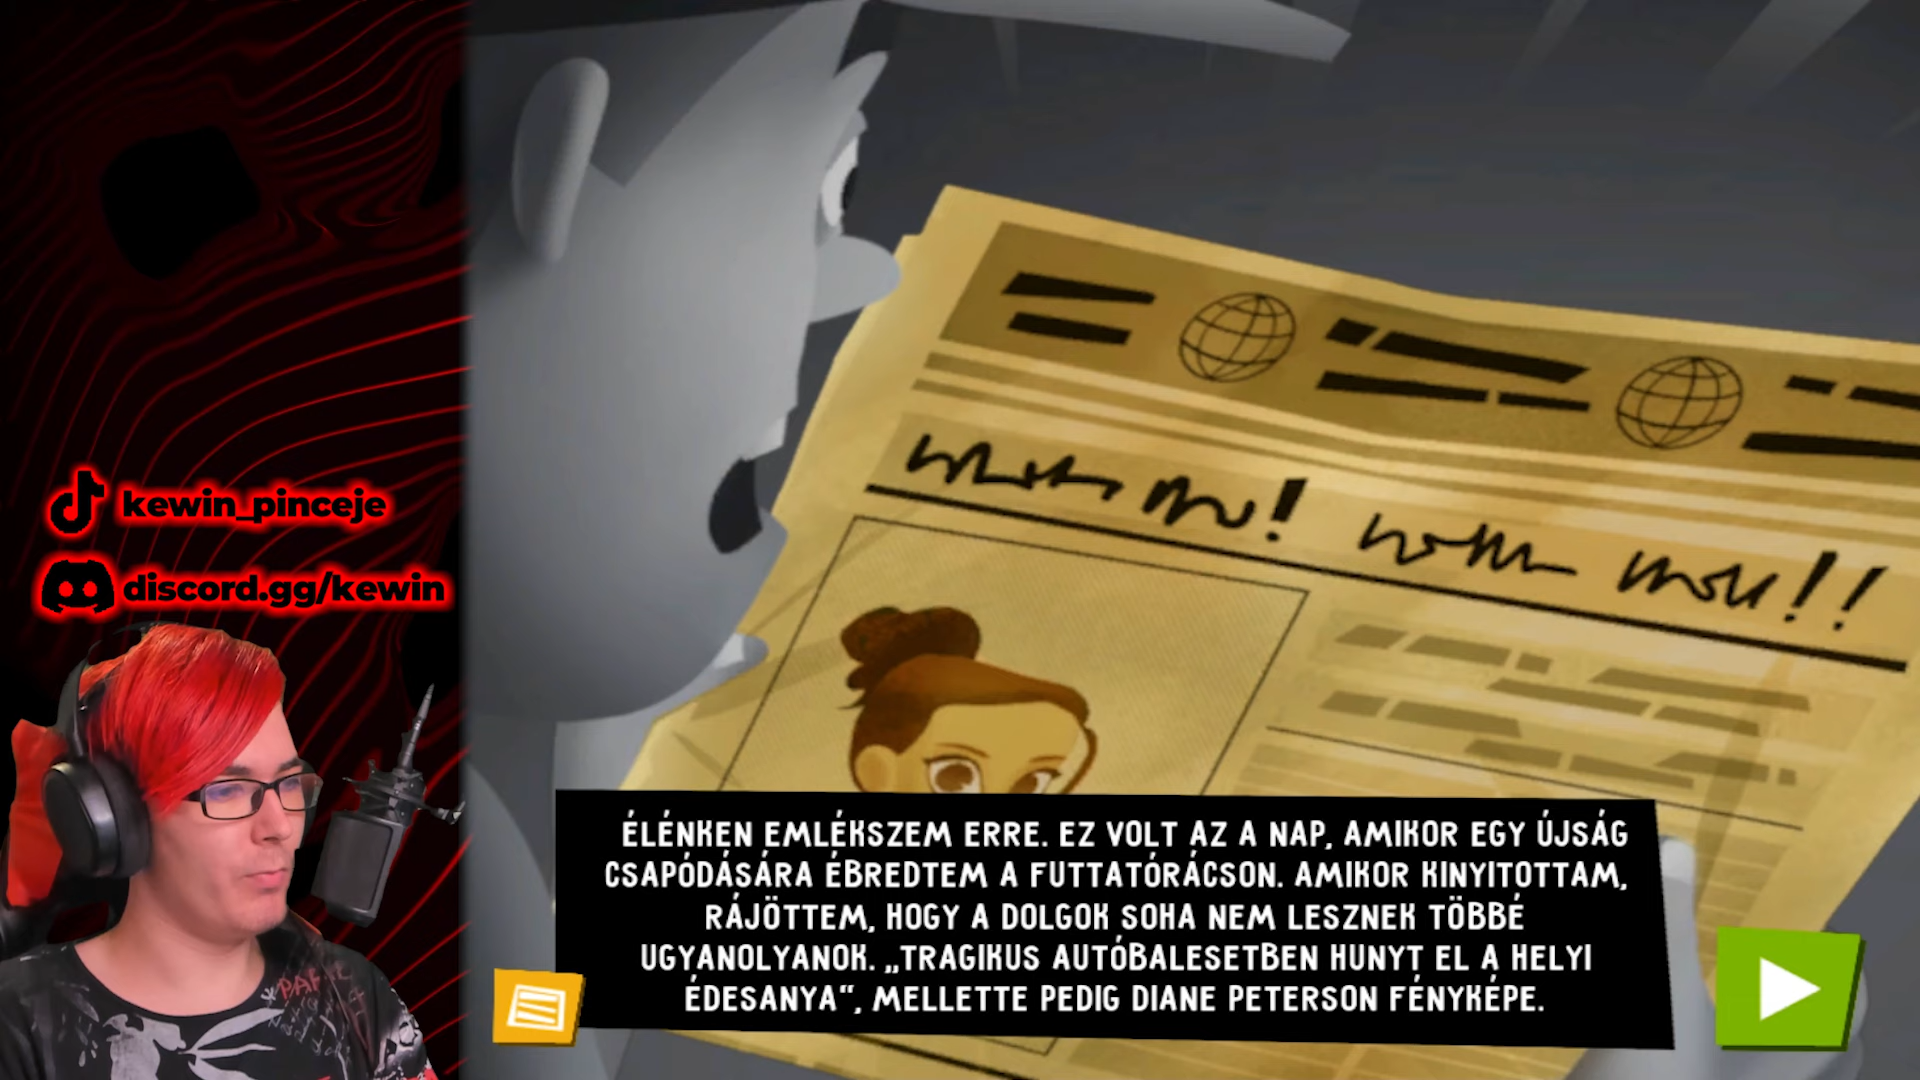 kewin_pinceje
discord.gg/kewin
ÉLÉNKEN EMLÉKSZEM ERRE. EZ VOLT AZ A NAP, AMIKOR EGY ÚJSÁG
CSAPÓDÁSÁRA ÉBREDTEM A FUTTATÓRÁCSON. AMIKOR KINYITOTTAM,
RÁJÖTTEM, HOGY A DOLGOK SOHA NEM LESZNEK TÖBBÉ
UGYANOLYANOK. „TRAGIKUS AUTÓBALESETBEN HUNYT EL A HELYI
ÉDESANYA“, MELLETTE PEDIG DIANE PETERSON FÉNYKÉPE.